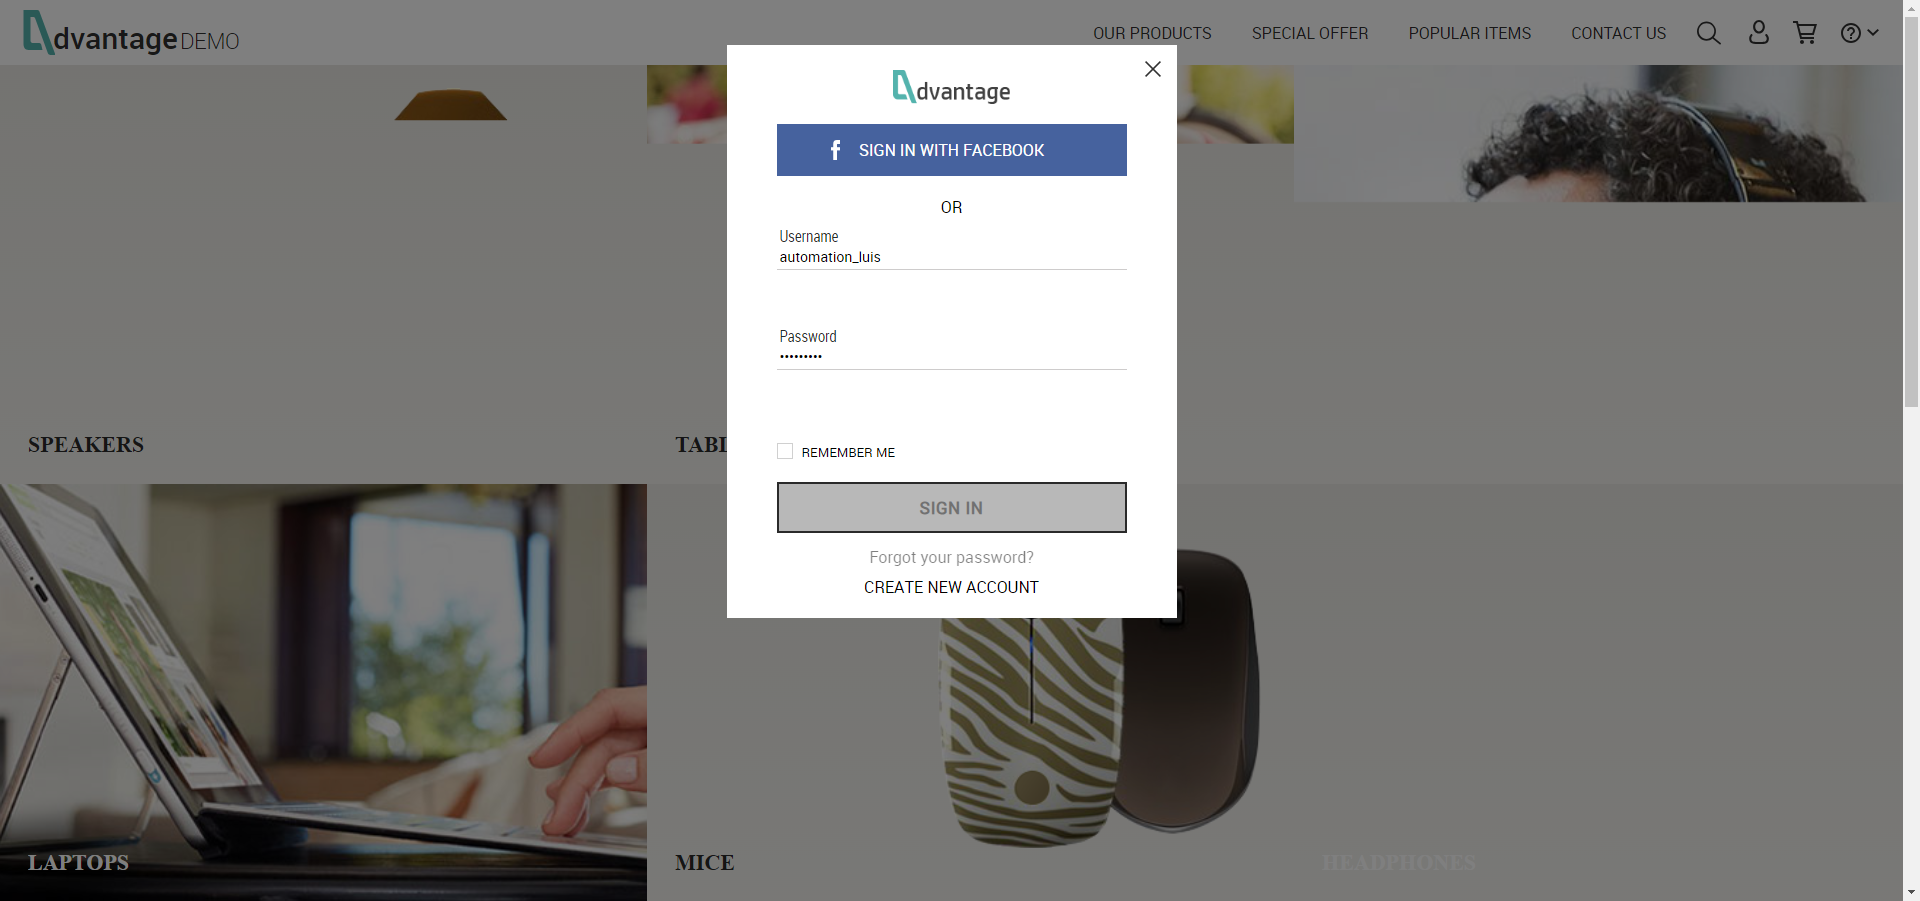 dvantage DEMO
OUR PRODUCTS
SPECIAL OFFER
POPULAR ITEMS
CONTACT US
dvantage
SIGN IN WITH FACEBOOK
OR
Username
automation_luis
Password
•••••••••
REMEMBER ME
SIGN IN
Forgot your password?
CREATE NEW ACCOUNT
SPEAKERS
TABL
LAPTOPS
MICE
HEADPHONES